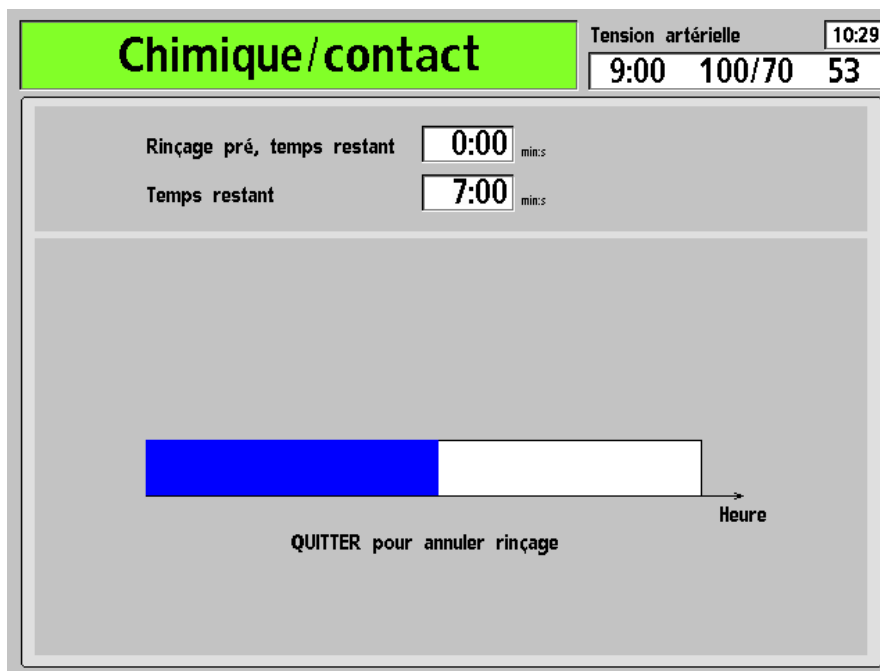 Chimique/contact
Tension artérielle 10:29
9:00 100/70 53
Rinçage pré, temps restant 0:00 min:s
Temps restant 7:00 min:s
Heure
QUITTER pour annuler rinçage